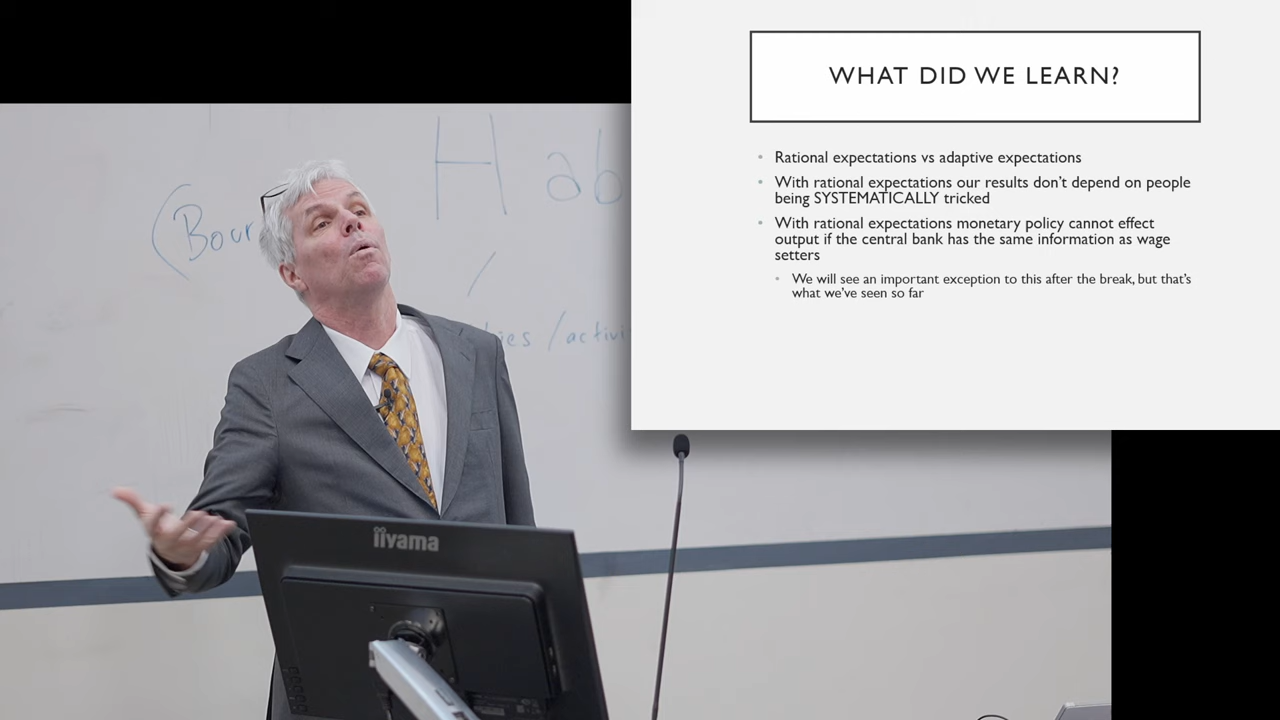 WHAT DID WE LEARN?
Rational expectations vs adaptive expectations
With rational expectations our results don't depend on people
being SYSTEMATICALLY tricked
With rational expectations monetary policy cannot effect
output if the central bank has the same information as wage
setters
We will see an important exception to this after the break, but that's
what we've seen so far
Hab
(Bour
/activi
iiyama